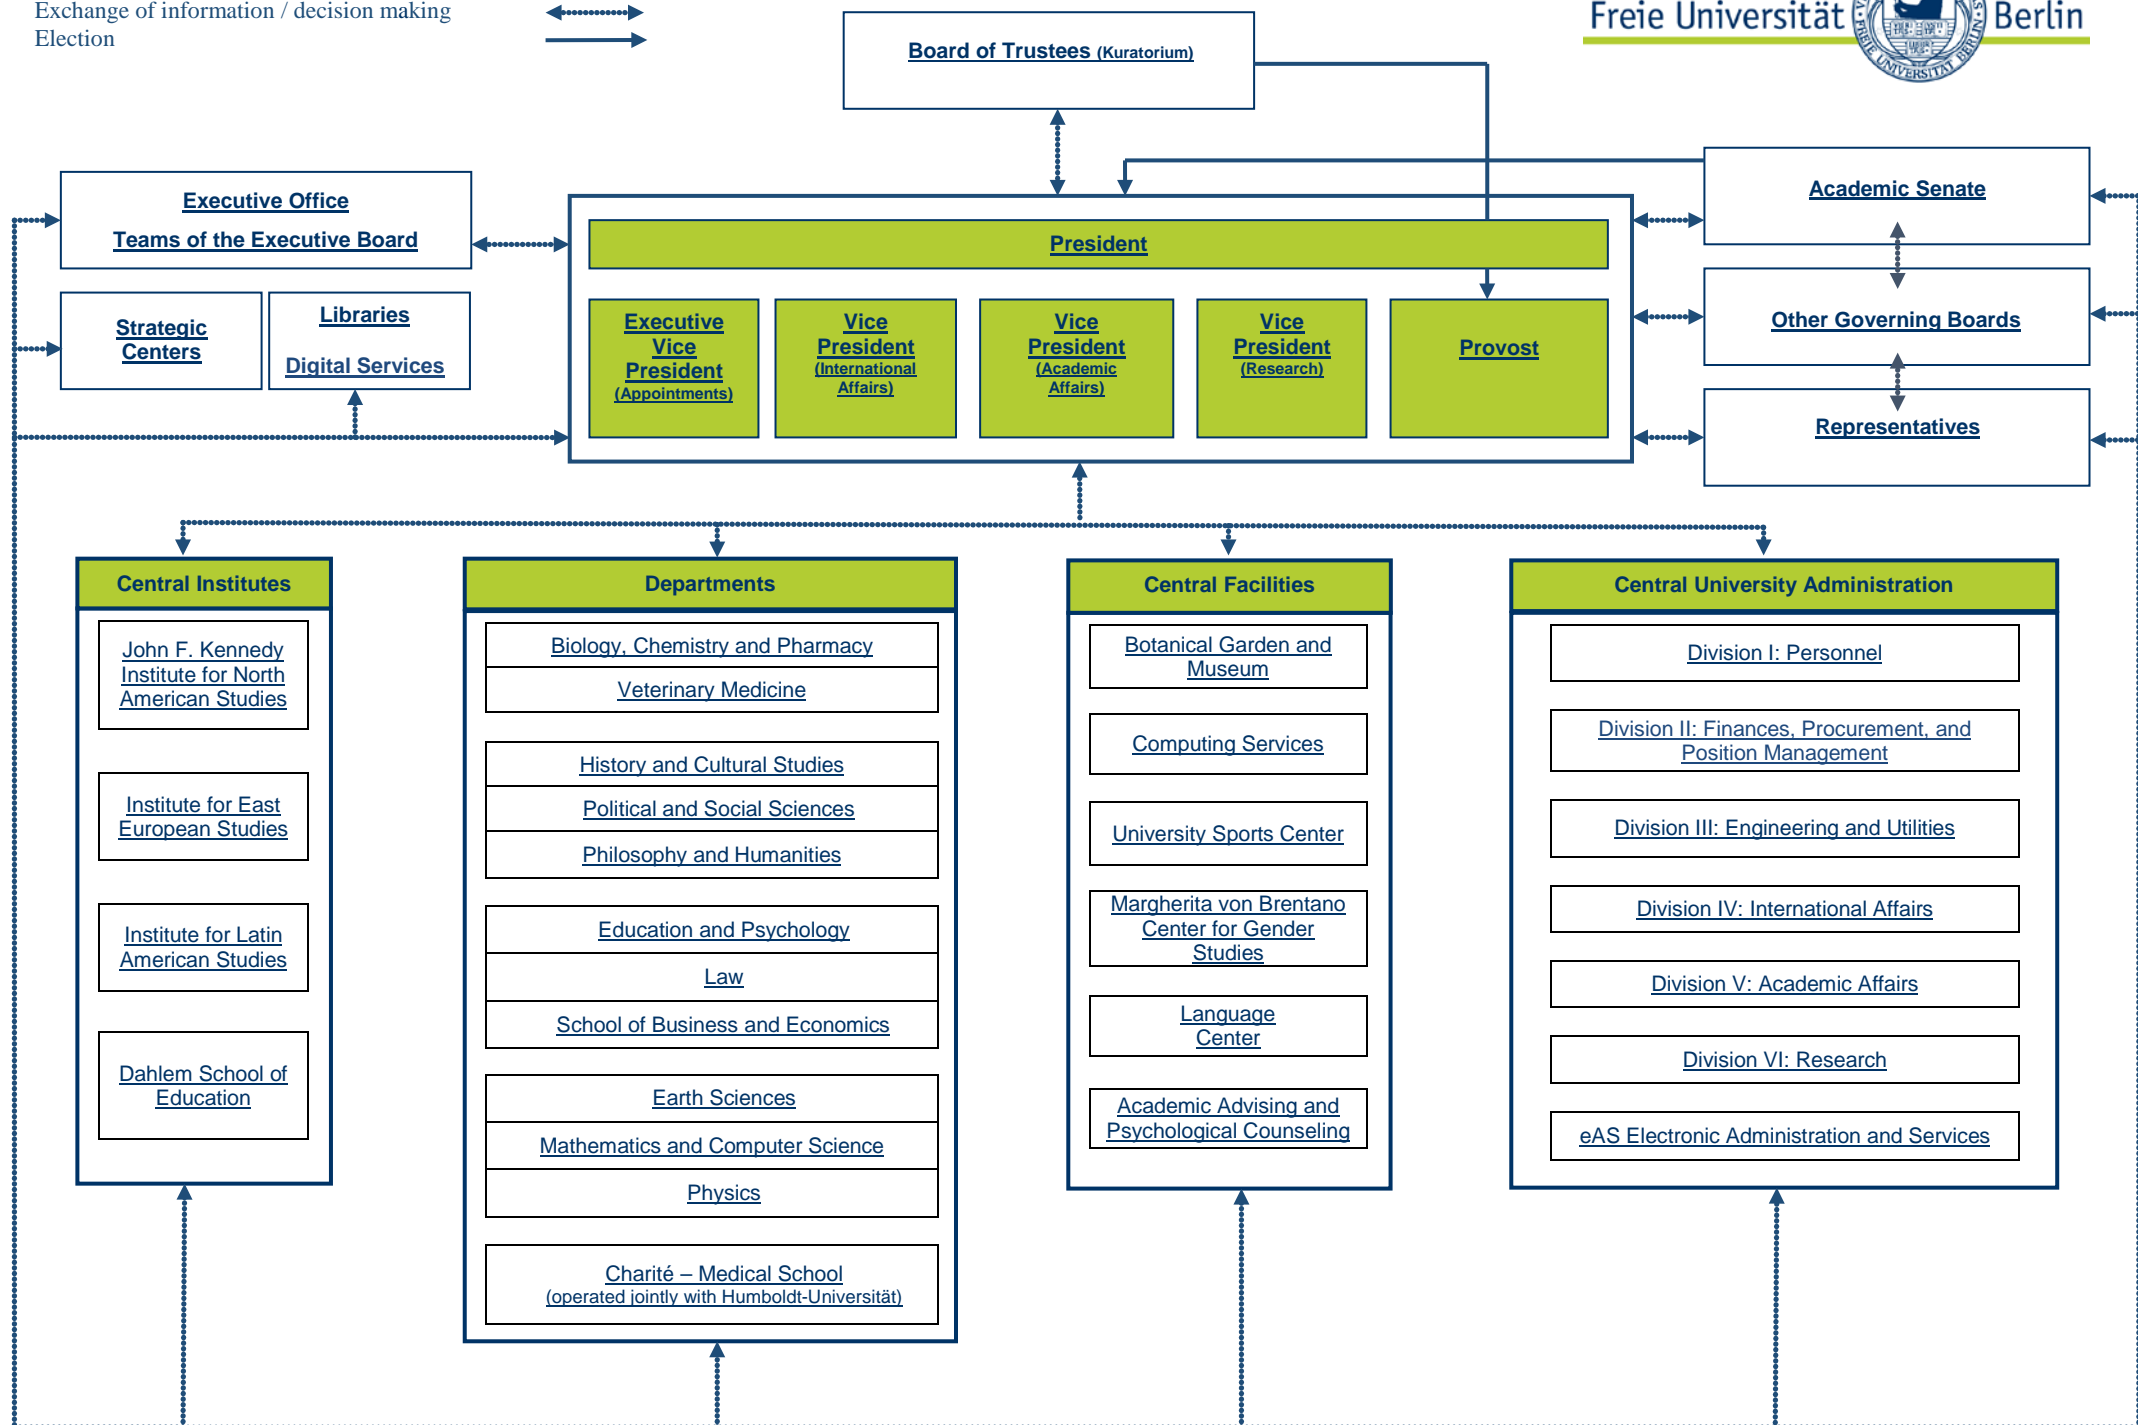 Exchange of information / decision making
Election
Freie Universität Berlin
Board of Trustees (Kuratorium)
Executive Office
Teams of the Executive Board
Strategic
Centers
Libraries
Digital Services
President
Executive
Vice
President
(Appointments)
Vice
President
(International
Affairs)
Vice
President
(Academic
Affairs)
Vice
President
(Research)
Provost
Academic Senate
Other Governing Boards
Representatives
Central Institutes
John F. Kennedy
Institute for North
American Studies
Institute for East
European Studies
Institute for Latin
American Studies
Dahlem School of
Education
Departments
Biology, Chemistry and Pharmacy
Veterinary Medicine
History and Cultural Studies
Political and Social Sciences
Philosophy and Humanities
Education and Psychology
Law
School of Business and Economics
Earth Sciences
Mathematics and Computer Science
Physics
Charité – Medical School
(operated jointly with Humboldt-Universität)
Central Facilities
Botanical Garden and
Museum
Computing Services
University Sports Center
Margherita von Brentano
Center for Gender
Studies
Language
Center
Academic Advising and
Psychological Counseling
Central University Administration
Division I: Personnel
Division II: Finances, Procurement, and
Position Management
Division III: Engineering and Utilities
Division IV: International Affairs
Division V: Academic Affairs
Division VI: Research
eAS Electronic Administration and Services